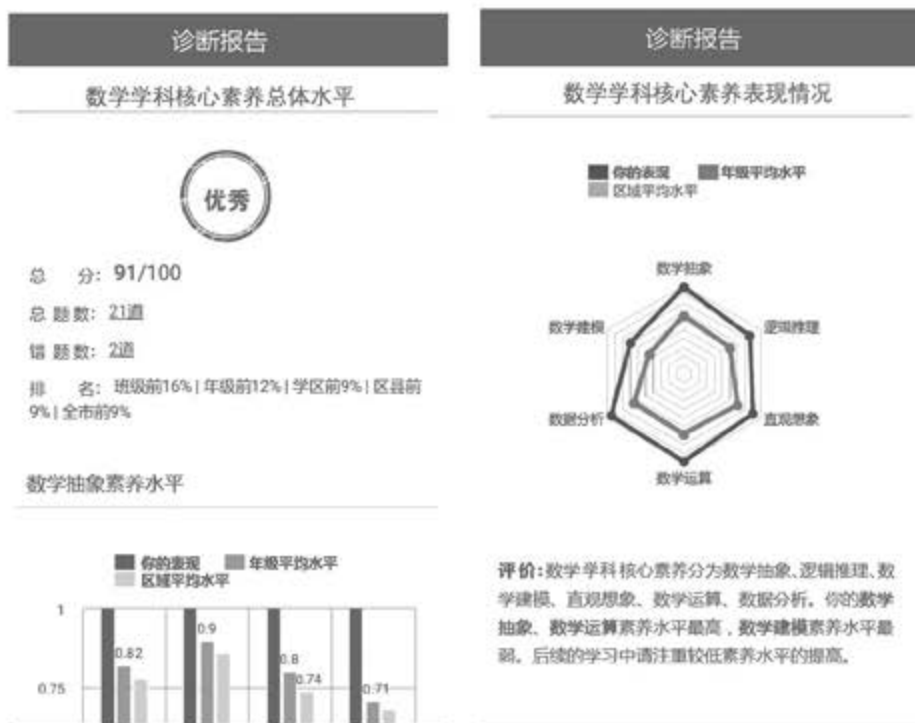 诊断报告
数学学科核心素养总体水平
优秀
总 分: 91/100
总题数: 21道
错题数: 2道
排 名: 班级前16% | 年级前12% | 学区前9% | 区县前
9% | 全市前9%
数学抽象素养水平
你的表现 年级平均水平
区域平均水平
1
0.9
0.82
0.8
0.74
0.75
0.71
诊断报告
数学学科核心素养表现情况
你的表现 年级平均水平
区域平均水平
数学抽象
数学建模 逻辑推理
数据分析 直观想象
数学运算
评价:数学学科核心素养分为数学抽象、逻辑推理、数
学建模、直观想象、数学运算、数据分析。你的数学
抽象、数学运算素养水平最高，数学建模素养水平最
弱。后续的学习中请注重较低素养水平的提高。